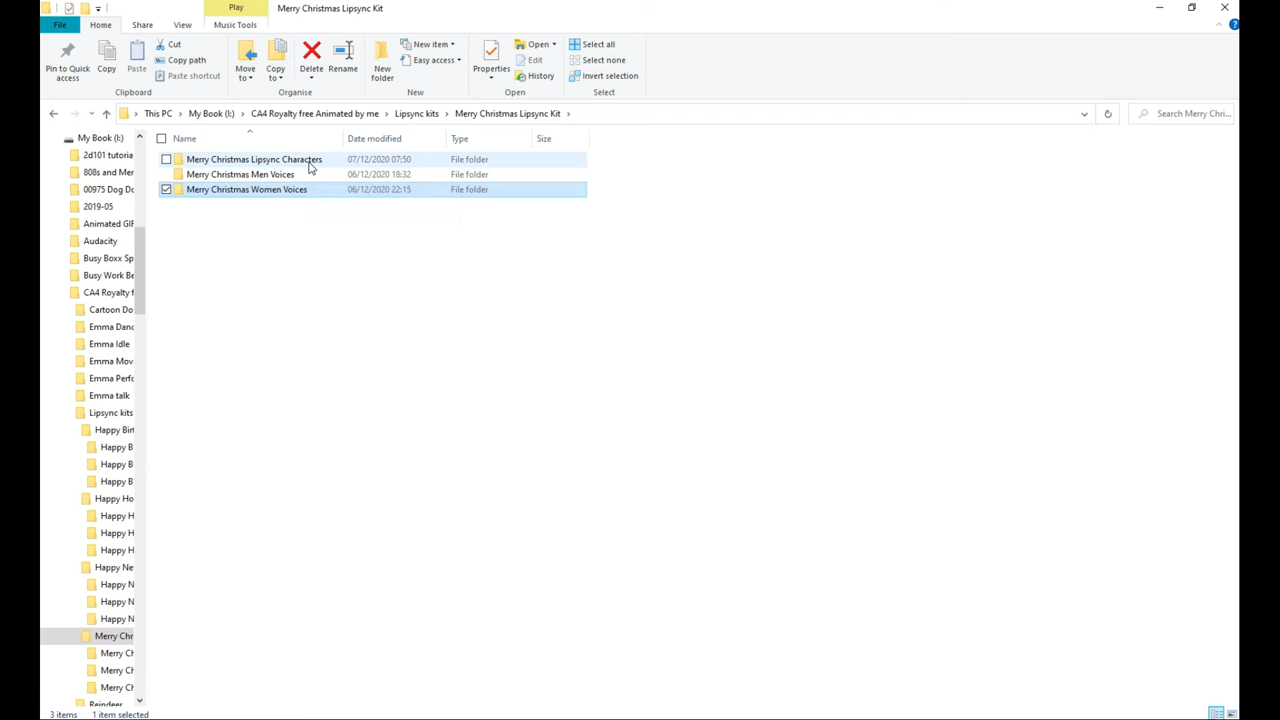 Play
Merry Christmas Lipsync Kit
File
Home
Share
View
Music Tools
Pin to Quick access
Copy
Paste
Cut
Copy path
Paste shortcut
Clipboard
Move to
Copy to
Delete
Rename
Organise
New folder
New item
Easy access
New
Properties
Open
Edit
History
Open
Select all
Select none
Invert selection
Select
This PC
My Book (I:)
CA4 Royalty free Animated by me
Lipsync kits
Merry Christmas Lipsync Kit
Search Merry Chri...
My Book (I:)
2d101 tutoria
808s and Mer
00975 Dog Do
2019-05
Animated GIF
Audacity
Busy Boxx Sp
Busy Work Be
CA4 Royalty f
Cartoon Do
Emma Danc
Emma Idle
Emma Mov
Emma Perfo
Emma talk
Lipsync kits
Happy Birt
Happy B
Happy B
Happy B
Happy Ho
Happy H
Happy H
Happy H
Happy Ne
Happy N
Happy N
Happy N
Merry Chr
Merry Ch
Merry Ch
Merry Ch
Reindeer
Name Date modified Type Size
Merry Christmas Lipsync Characters 07/12/2020 07:50 File folder
Merry Christmas Men Voices 06/12/2020 18:32 File folder
Merry Christmas Women Voices 06/12/2020 22:15 File folder
3 items 1 item selected